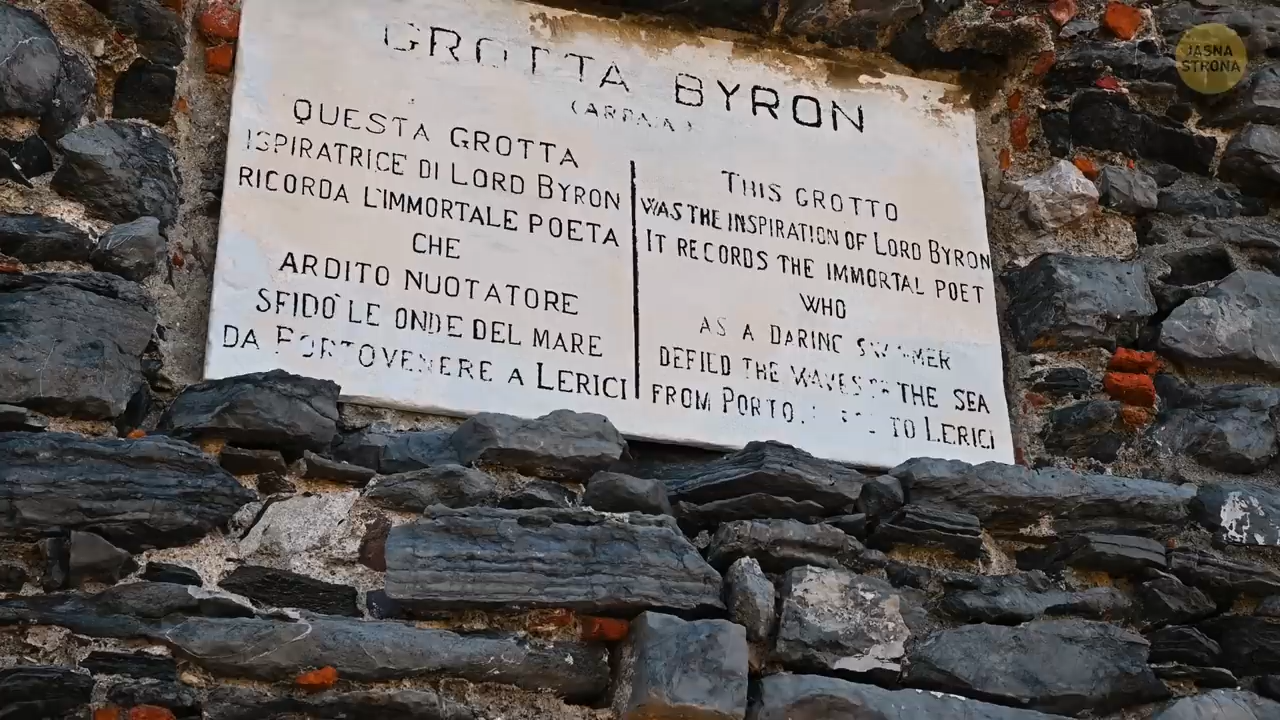 GROTTA BYRON
(ARPAIA)
QUESTA GROTTA
ISPIRATRICE DI LORD BYRON
RICORDA L'IMMORTALE POETA
CHE
ARDITO NUOTATORE
SFIDÒ LE ONDE DEL MARE
DA PORTOVENERE A LERICI
THIS GROTTO
WAS THE INSPIRATION OF LORD BYRON
IT RECORDS THE IMMORTAL POET
WHO
AS A DARING SWIMMER
DEFIED THE WAVES OF THE SEA
FROM PORTO TO LERICI
JASNA
STRONA